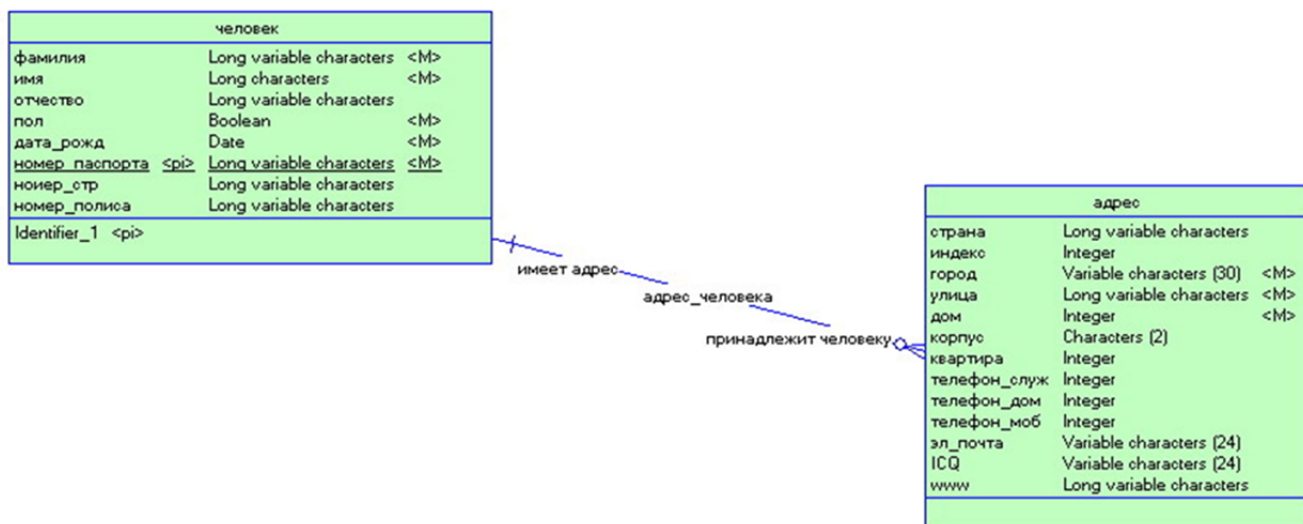 человек
фамилия Long variable characters <M>
имя Long characters <M>
отчество Long variable characters
пол Boolean <M>
дата_рожд Date <M>
номер_паспорта <pi> Long variable characters <M>
ноиер_стр Long variable characters
номер_полиса Long variable characters
Identifier_1 <pi>
имеет адрес
адрес_человека
принадлежит человеку
адрес
страна Long variable characters
индекс Integer
город Variable characters (30) <M>
улица Long variable characters <M>
дом Integer <M>
корпус Characters (2)
квартира Integer
телефон_служ Integer
телефон_дом Integer
телефон_моб Integer
эл_почта Variable characters (24)
ICQ Variable characters (24)
www Long variable characters